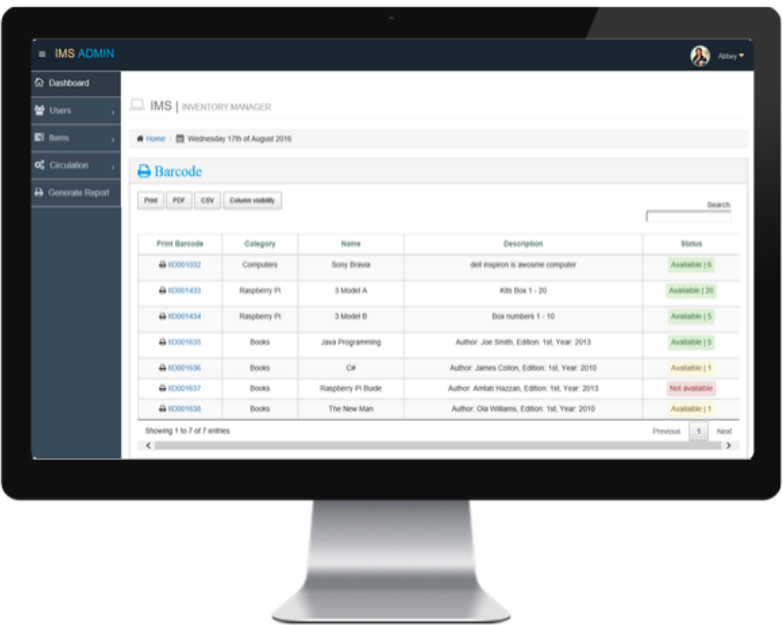 IMS ADMIN
Abbey
Dashboard
Users
Items
Circulation
Generate Report
IMS | INVENTORY MANAGER
Home / Wednesday 17th of August 2016
Barcode
Print PDF CSV Column visibility
Search:
Print Barcode Category Name Description Status
IID001032 Computers Sony Bravia dell inspiron is awosme computer Available | 6
IID001433 Raspberry Pi 3 Model A Kits Box 1 - 20 Available | 20
IID001434 Raspberry Pi 3 Model B Box numbers 1 - 10 Available | 5
IID001635 Books Java Programming Author: Joe Smith, Edition: 1st, Year: 2013 Available | 5
IID001636 Books C# Author: James Collon, Edition: 1st, Year: 2010 Available | 1
IID001637 Books Raspberry Pi Buide Author: Amtab Hazzan, Edition: 1st, Year: 2013 Not available
IID001638 Books The New Man Author: Ola Williams, Edition: 1st, Year: 2010 Available | 1
Showing 1 to 7 of 7 entries
Previous 1 Next